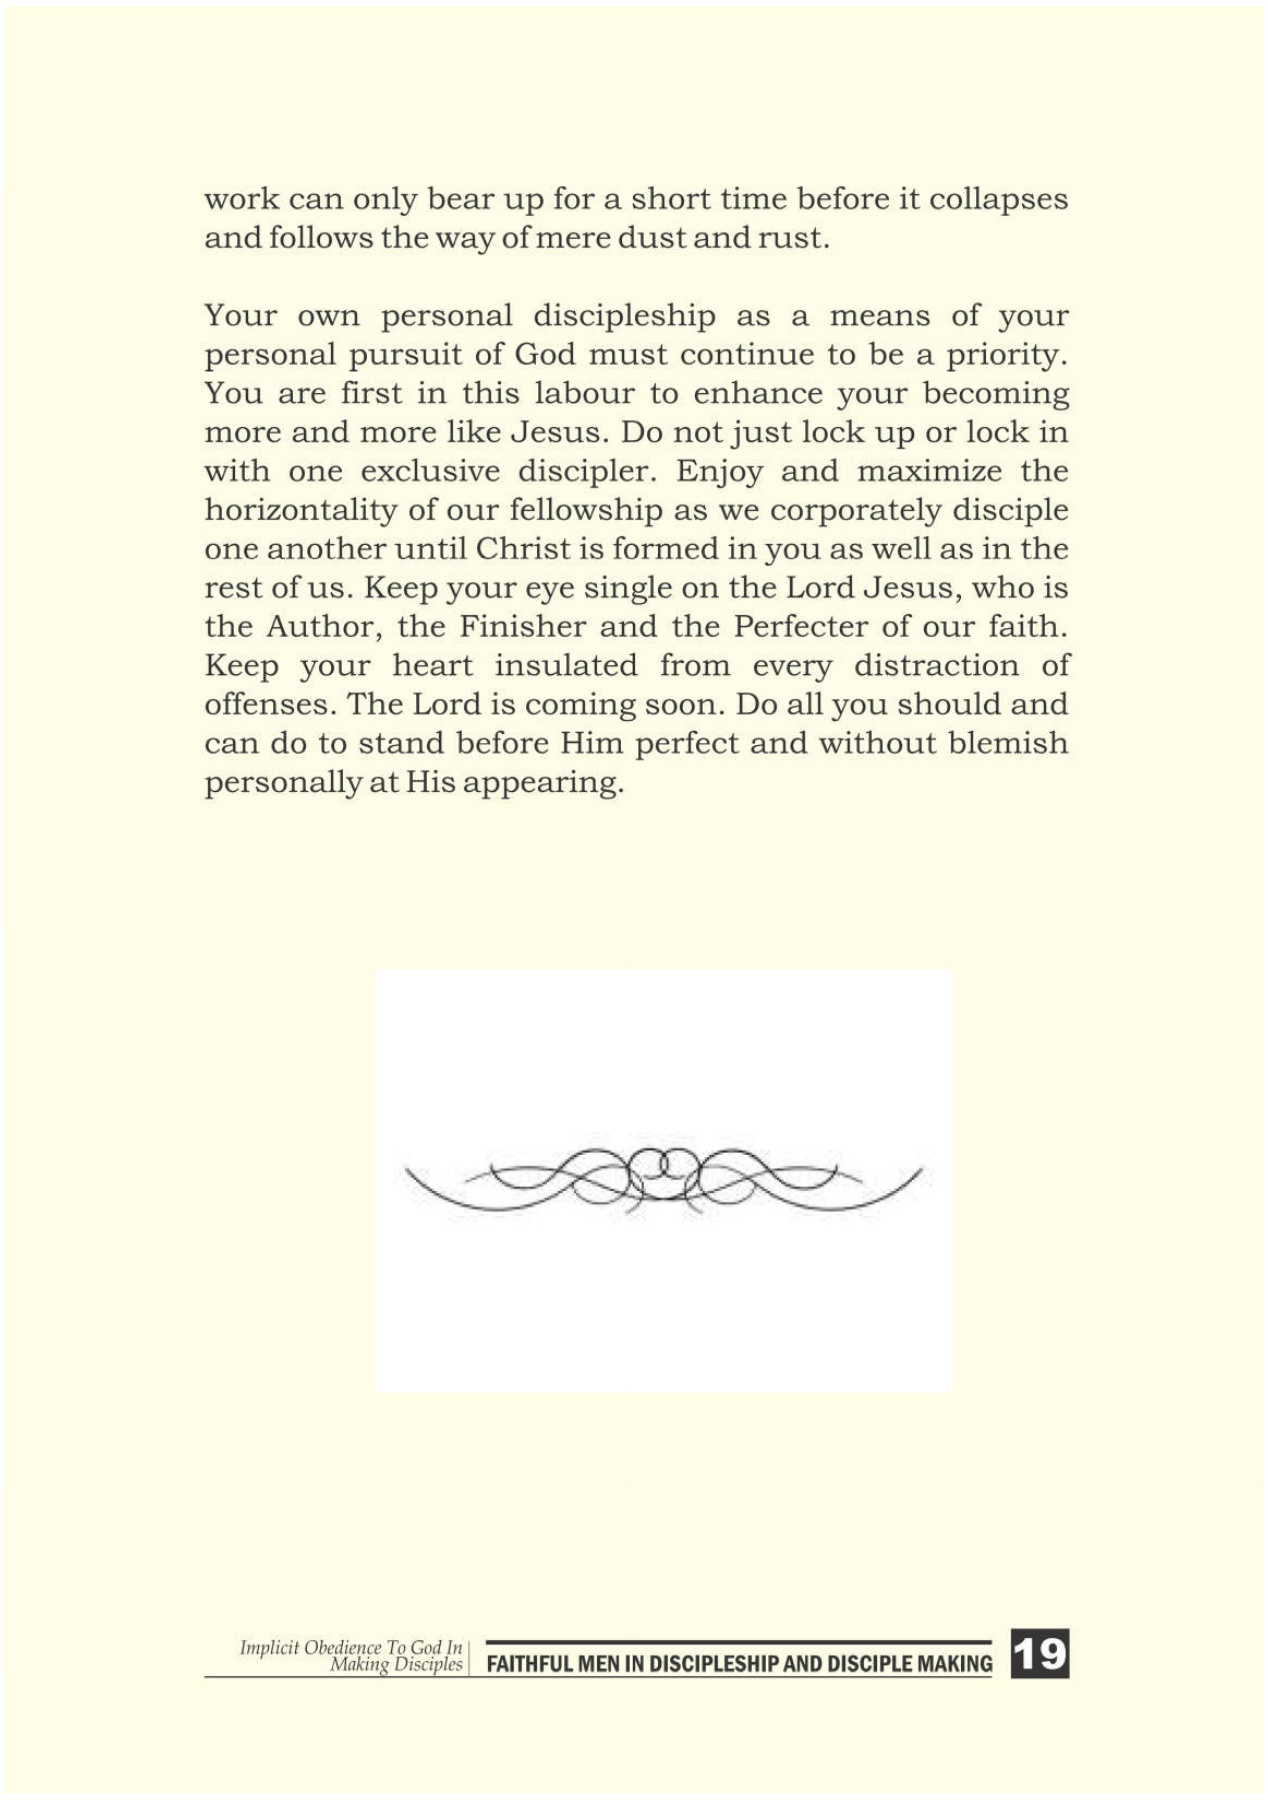 work can only bear up for a short time before it collapses
and follows the way of mere dust and rust.
Your own personal discipleship as a means of your
personal pursuit of God must continue to be a priority.
You are first in this labour to enhance your becoming
more and more like Jesus. Do not just lock up or lock in
with one exclusive discipler. Enjoy and maximize the
horizontality of our fellowship as we corporately disciple
one another until Christ is formed in you as well as in the
rest of us. Keep your eye single on the Lord Jesus, who is
the Author, the Finisher and the Perfecter of our faith.
Keep your heart insulated from every distraction of
offenses. The Lord is coming soon. Do all you should and
can do to stand before Him perfect and without blemish
personally at His appearing.
Implicit Obedience To God In
Making Disciples
FAITHFUL MEN IN DISCIPLESHIP AND DISCIPLE MAKING
19